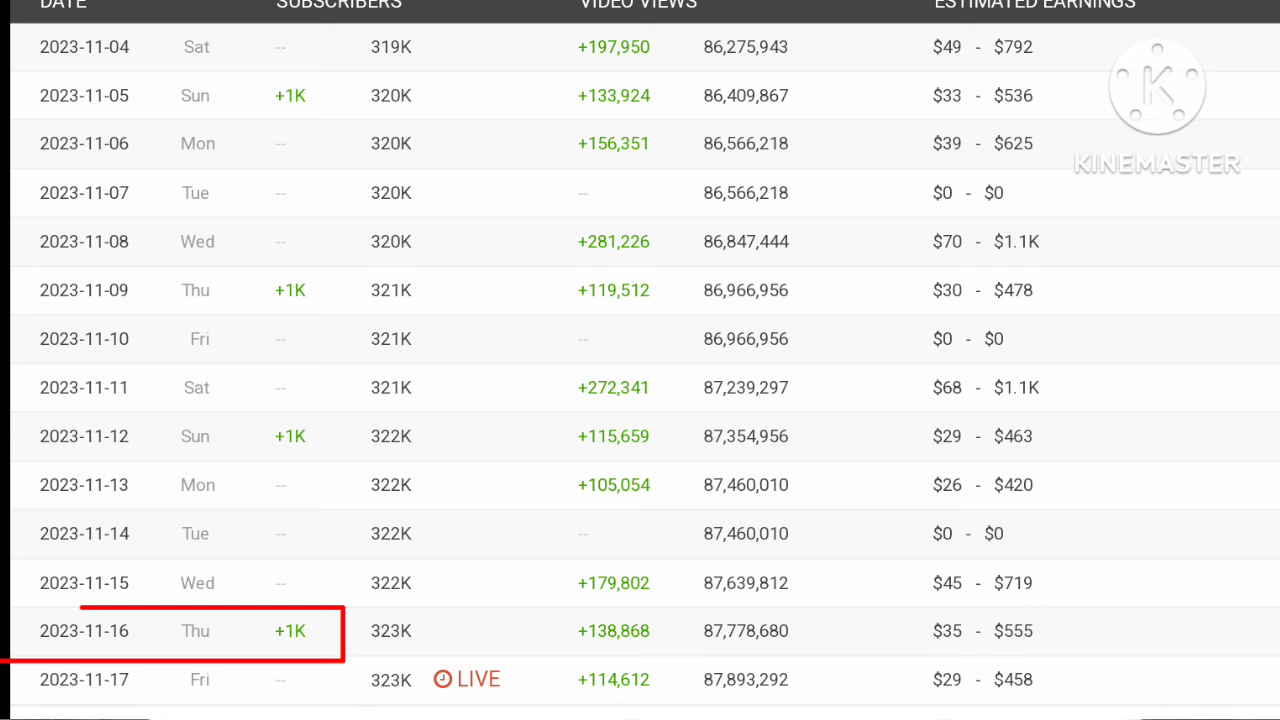 DATE SUBSCRIBERS VIDEO VIEWS ESTIMATED EARNINGS
2023-11-04 Sat -- 319K +197,950 86,275,943 $49 - $792
2023-11-05 Sun +1K 320K +133,924 86,409,867 $33 - $536
2023-11-06 Mon -- 320K +156,351 86,566,218 $39 - $625
KINEMASTER
2023-11-07 Tue -- 320K -- 86,566,218 $0 - $0
2023-11-08 Wed -- 320K +281,226 86,847,444 $70 - $1.1K
2023-11-09 Thu +1K 321K +119,512 86,966,956 $30 - $478
2023-11-10 Fri -- 321K -- 86,966,956 $0 - $0
2023-11-11 Sat -- 321K +272,341 87,239,297 $68 - $1.1K
2023-11-12 Sun +1K 322K +115,659 87,354,956 $29 - $463
2023-11-13 Mon -- 322K +105,054 87,460,010 $26 - $420
2023-11-14 Tue -- 322K -- 87,460,010 $0 - $0
2023-11-15 Wed -- 322K +179,802 87,639,812 $45 - $719
2023-11-16 Thu +1K 323K +138,868 87,778,680 $35 - $555
2023-11-17 Fri -- 323K LIVE +114,612 87,893,292 $29 - $458